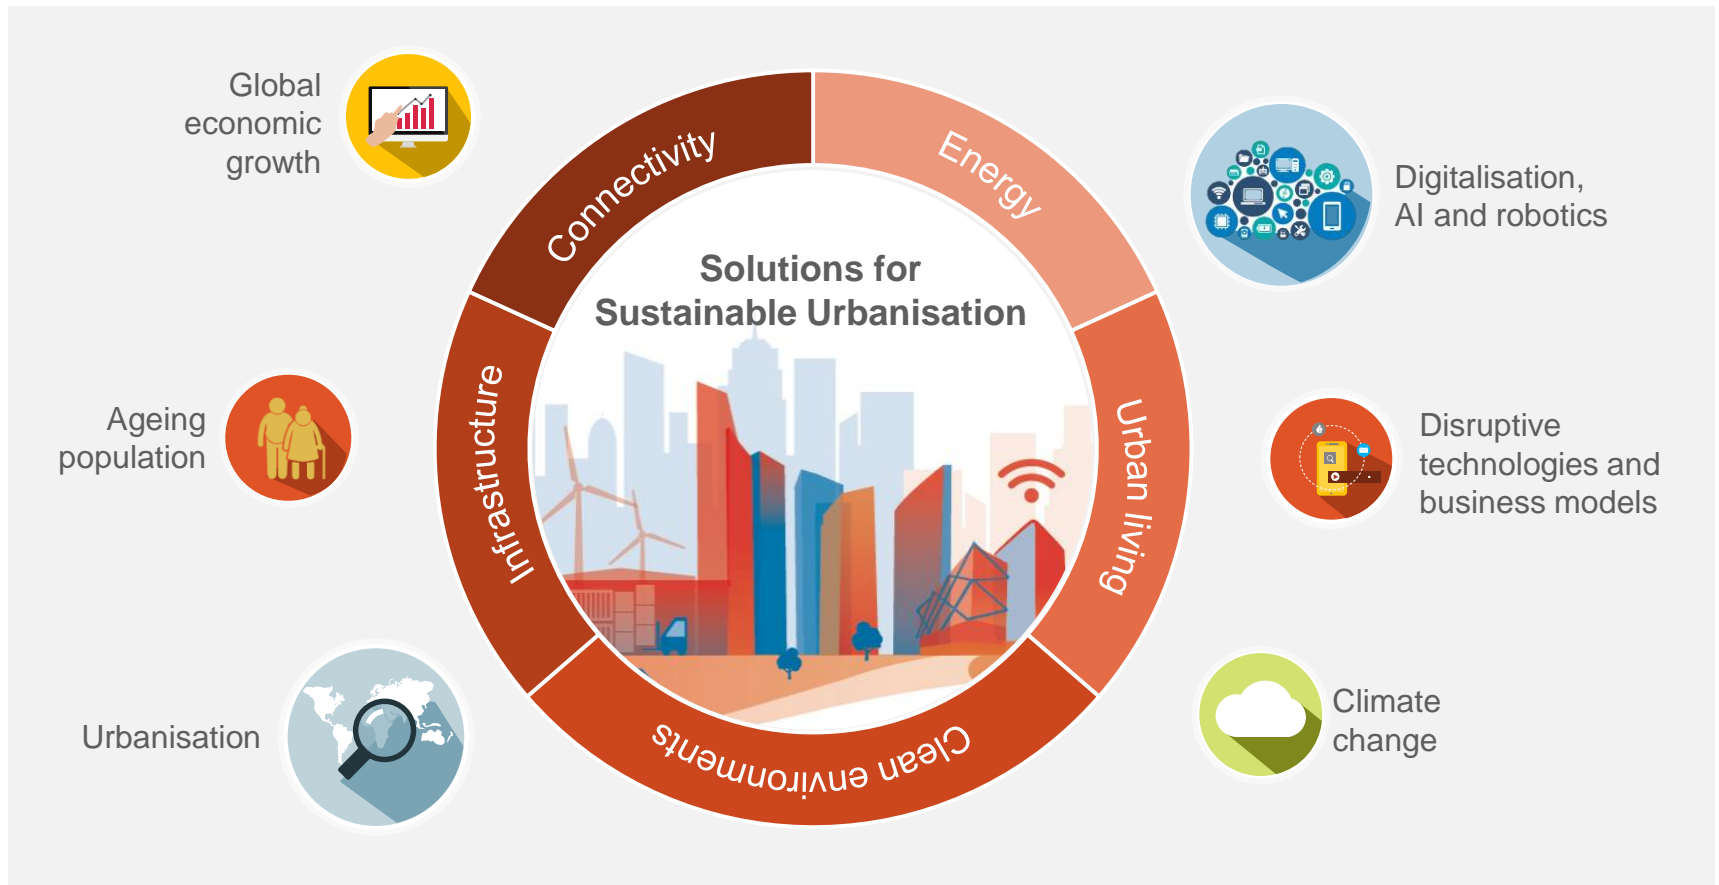 Global
economic
growth
Ageing
population
Urbanisation
Connectivity
Energy
Urban living
Clean environments
Infrastructure
Solutions for
Sustainable Urbanisation
Digitalisation,
AI and robotics
Disruptive
technologies and
business models
Climate
change